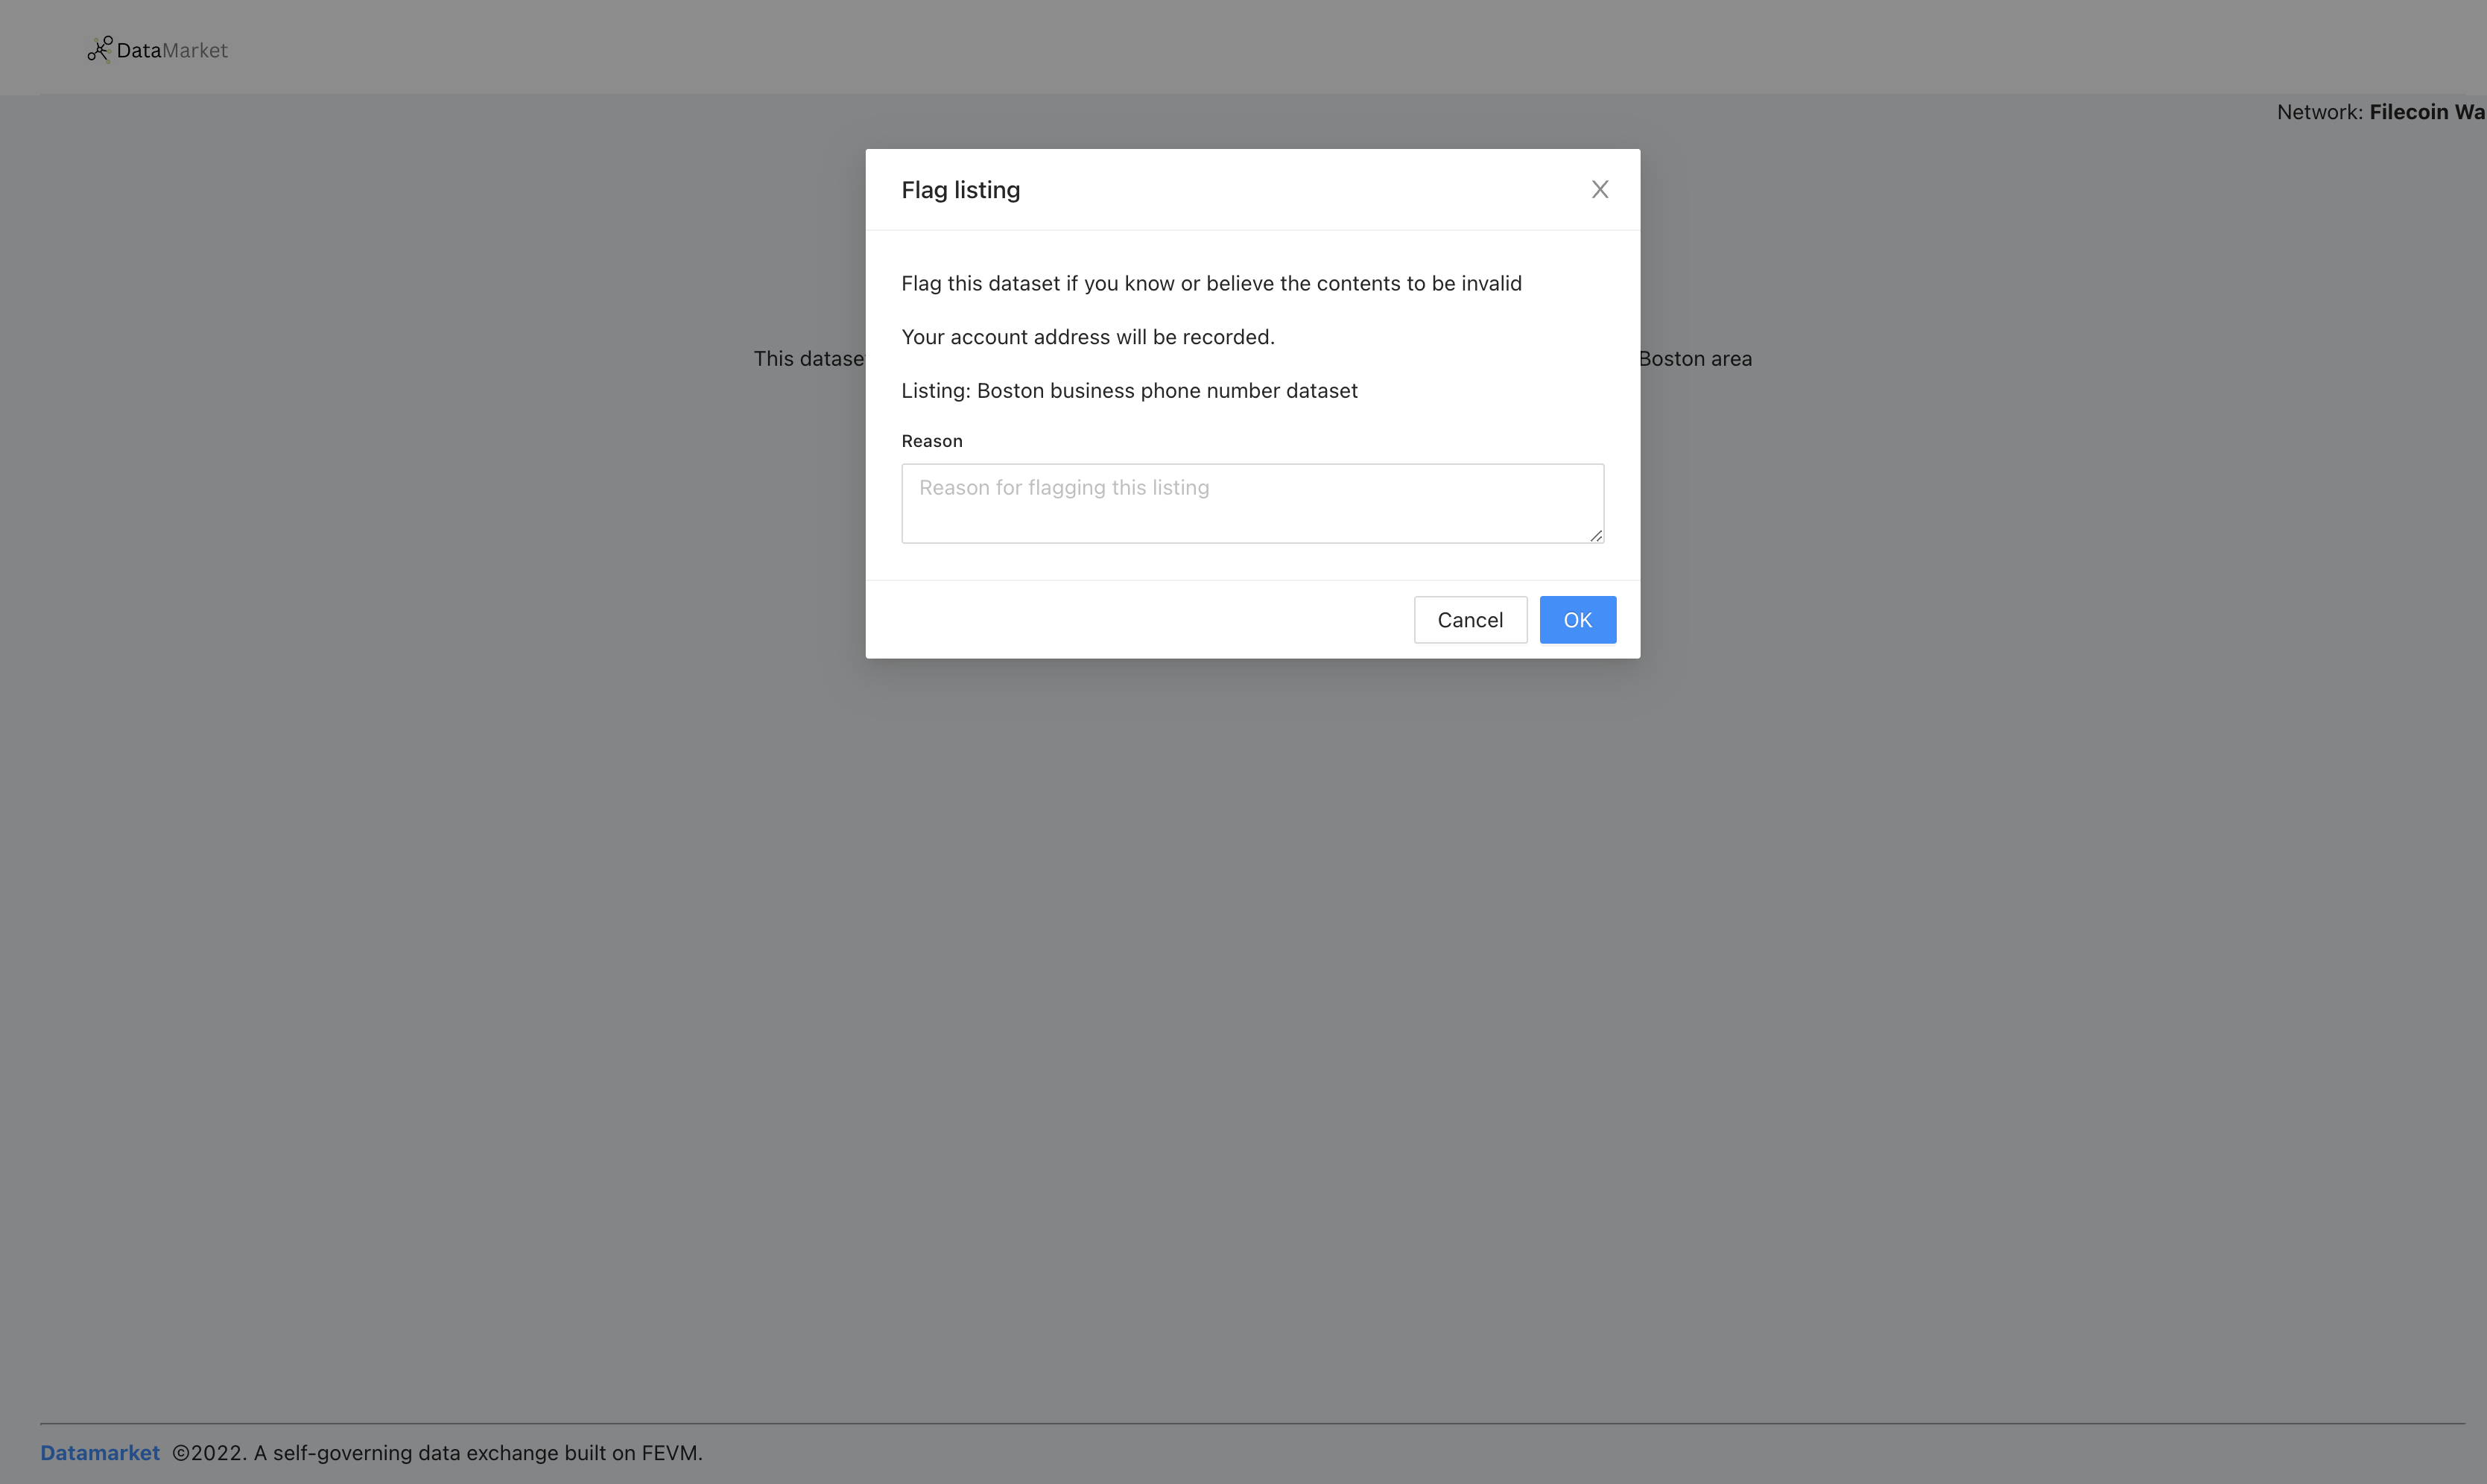 DataMarket
Network: Filecoin Wa
Flag listing
Flag this dataset if you know or believe the contents to be invalid
Your account address will be recorded.
This datase
Boston area
Listing: Boston business phone number dataset
Reason
Reason for flagging this listing
Cancel
OK
Datamarket ©2022. A self-governing data exchange built on FEVM.